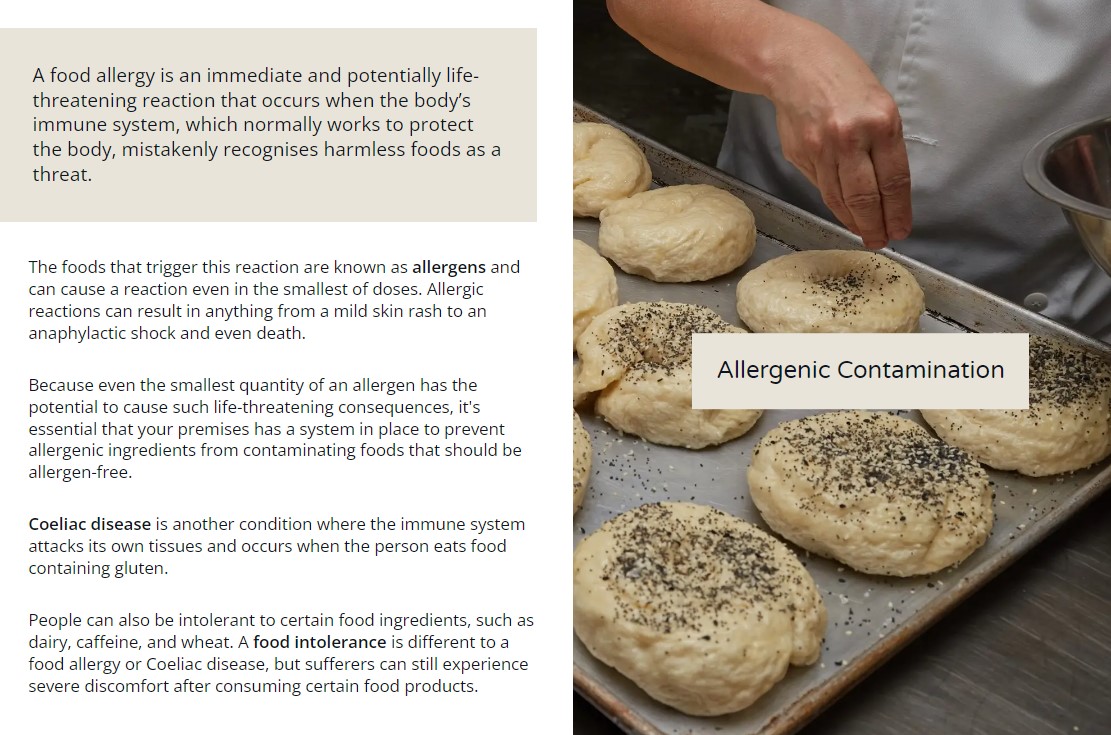 A food allergy is an immediate and potentially life-
threatening reaction that occurs when the body’s
immune system, which normally works to protect
the body, mistakenly recognises harmless foods as a
threat.
The foods that trigger this reaction are known as allergens and
can cause a reaction even in the smallest of doses. Allergic
reactions can result in anything from a mild skin rash to an
anaphylactic shock and even death.
Because even the smallest quantity of an allergen has the
potential to cause such life-threatening consequences, it's
essential that your premises has a system in place to prevent
allergenic ingredients from contaminating foods that should be
allergen-free.
Coeliac disease is another condition where the immune system
attacks its own tissues and occurs when the person eats food
containing gluten.
People can also be intolerant to certain food ingredients, such as
dairy, caffeine, and wheat. A food intolerance is different to a
food allergy or Coeliac disease, but sufferers can still experience
severe discomfort after consuming certain food products.
Allergenic Contamination